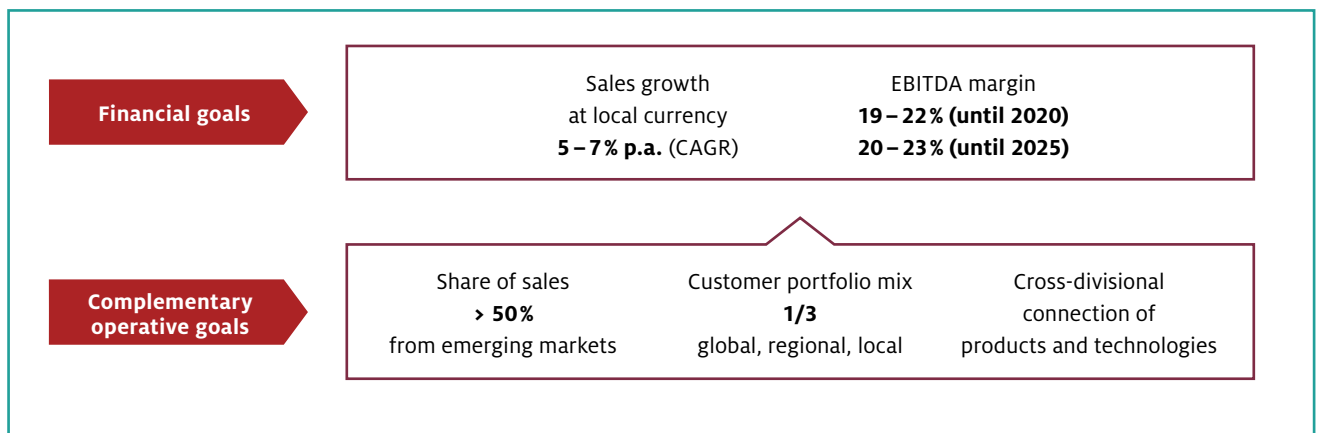 Financial goals
Sales growth
at local currency
5 – 7 % p.a. (CAGR)
EBITDA margin
19 – 22 % (until 2020)
20 – 23 % (until 2025)
Complementary
operative goals
Share of sales
> 50 %
from emerging markets
Customer portfolio mix
1/3
global, regional, local
Cross-divisional
connection of
products and technologies